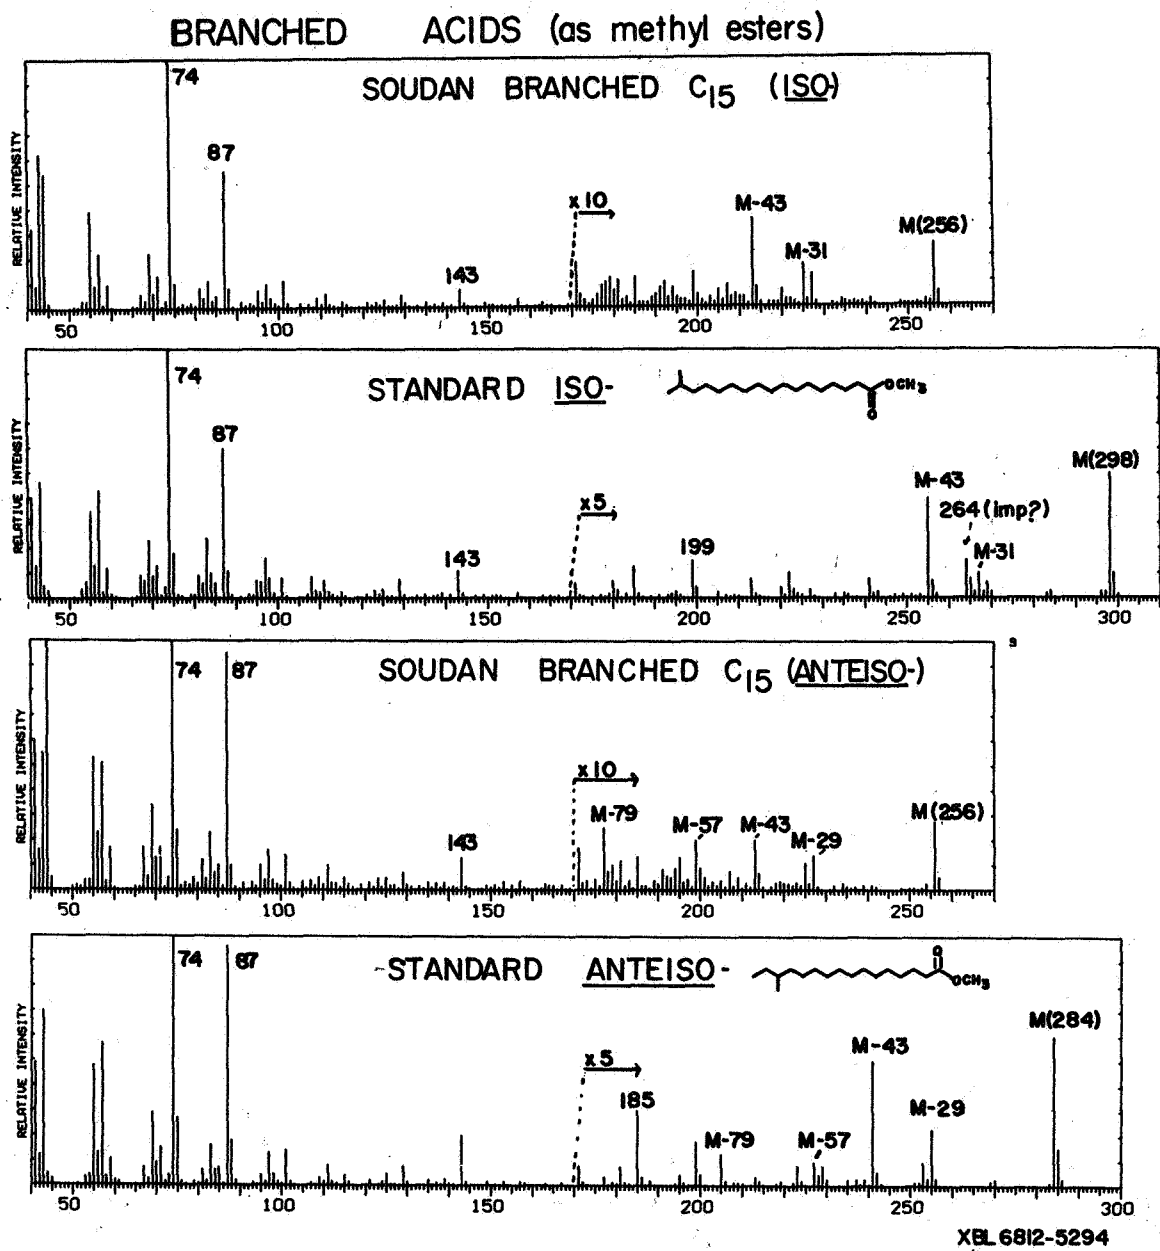 BRANCHED ACIDS (as methyl esters)
SOUDAN BRANCHED C15 (ISO-)
RELATIVE INTENSITY
74
87
143
x 10
M-43
M-31
M(256)
50 100 150 200 250
STANDARD ISO-
OCH3
O
RELATIVE INTENSITY
74
87
143
x 5
199
M-43
264 (imp?)
M-31
M(298)
50 100 150 200 250 300
SOUDAN BRANCHED C15 (ANTEISO-)
RELATIVE INTENSITY
74 87
143
x 10
M-79
M-57
M-43
M-29
M(256)
50 100 150 200 250
STANDARD ANTEISO-
O
OCH3
RELATIVE INTENSITY
74 87
x 5
185
M-79
M-57
M-43
M-29
M(284)
50 100 150 200 250 300
XBL 6812-5294